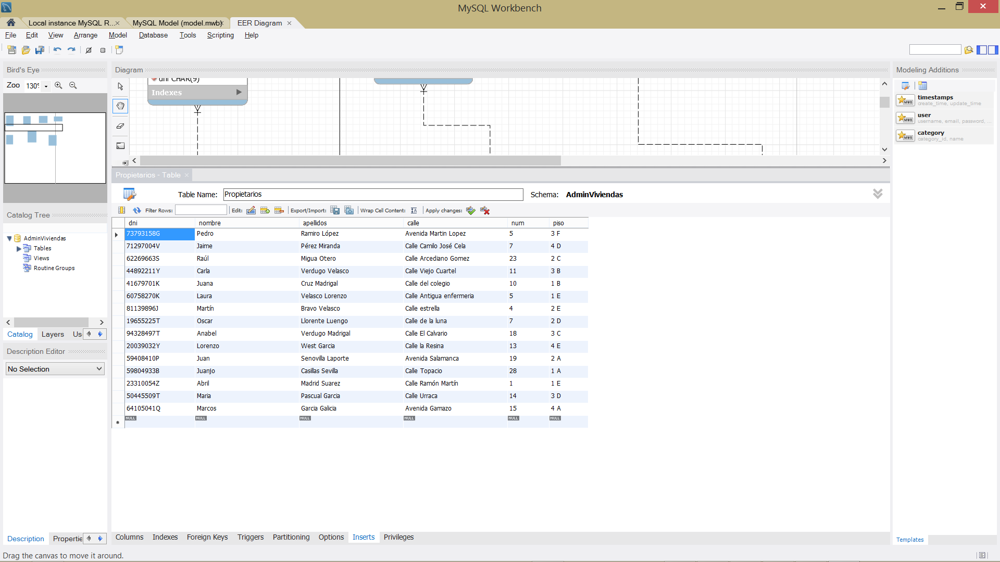 MySQL Workbench
Local instance MySQL R... MySQL Model (model.mwb) EER Diagram
File Edit View Arrange Model Database Tools Scripting Help
Bird's Eye
Zoo 130%
Diagram
dni CHAR(9)
Indexes
Modeling Additions
timestamps
create_time, update_time
user
username, email, password, ...
category
category_id, name
Propietarios - Table
Table Name: Propietarios Schema: AdminViviendas
Filter Rows: Edit: Export/Import: Wrap Cell Content: Apply changes:
dni nombre apellidos calle num piso
73793158G Pedro Ramiro López Avenida Martin Lopez 5 3 F
71297004V Jaime Pérez Miranda Calle Camilo José Cela 7 4 D
62269663S Raúl Migua Otero Calle Arcediano Gomez 23 2 C
44892211Y Carla Verdugo Velasco Calle Viejo Cuartel 11 3 B
41679701K Juana Cruz Madrigal Calle del colegio 10 1 B
60758270K Laura Velasco Lorenzo Calle Antigua enfermeria 5 1 E
81139896J Martín Bravo Velasco Calle estrella 4 2 E
19655225T Oscar Llorente Luengo Calle de la luna 7 2 D
94328497T Anabel Verdugo Madrigal Calle El Calvario 18 3 C
20039032Y Lorenzo West Garcia Calle la Resina 13 4 E
59408410P Juan Senovilla Laporte Avenida Salamanca 19 2 A
59804933B Juanjo Casillas Sevilla Calle Topacio 28 1 A
23310054Z Abril Madrid Suarez Calle Ramón Martín 1 1 E
50445509T Maria Pascual Garcia Calle Urraca 14 3 D
64105041Q Marcos Garcia Galicia Avenida Gamazo 15 4 A
NULL NULL NULL NULL NULL NULL
Catalog Tree
AdminViviendas
Tables
Views
Routine Groups
Catalog Layers Us
Description Editor
No Selection
Description Propertie
Columns Indexes Foreign Keys Triggers Partitioning Options Inserts Privileges
Templates
Drag the canvas to move it around.